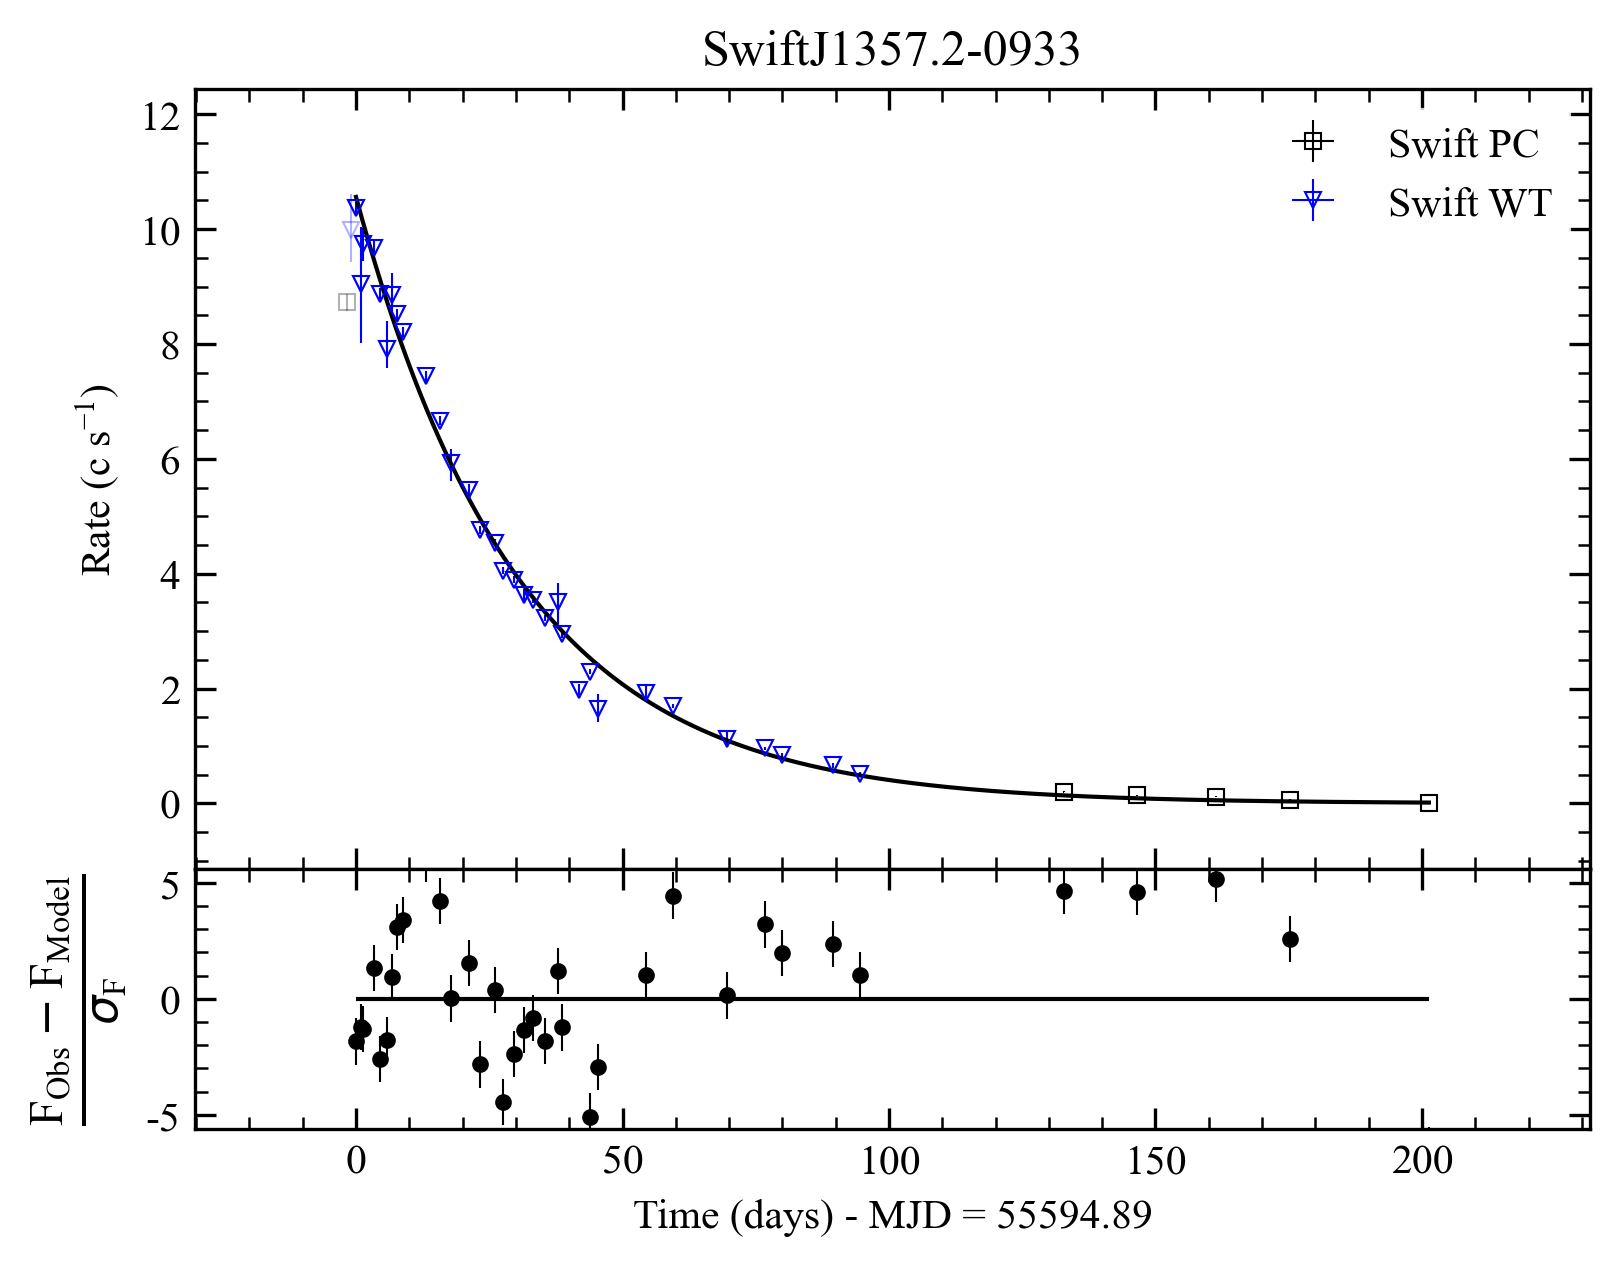 SwiftJ1357.2-0933
Swift PC
Swift WT
12
10
8
6
4
2
0
Rate (c s⁻¹)
5
0
-5
F_Obs − F_Model
σ_F
0 50 100 150 200
Time (days) - MJD = 55594.89